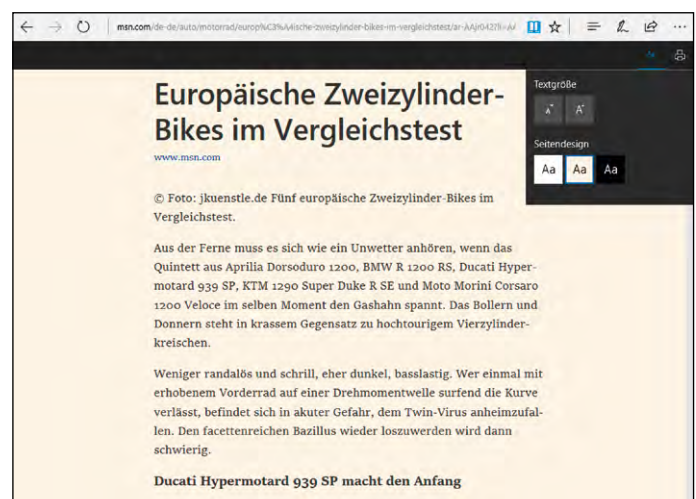 msn.com/de-de/auto/motorrad/europ%C3%A4ische-zweizylinder-bikes-im-vergleichstest/
Textgröße
A A
Seitendesign
Aa Aa Aa
Europäische Zweizylinder-
Bikes im Vergleichstest
www.msn.com
© Foto: jkuenstle.de Fünf europäische Zweizylinder-Bikes im
Vergleichstest.
Aus der Ferne muss es sich wie ein Unwetter anhören, wenn das
Quintett aus Aprilia Dorsoduro 1200, BMW R 1200 RS, Ducati Hyper-
motard 939 SP, KTM 1290 Super Duke R SE und Moto Morini Corsaro
1200 Veloce im selben Moment den Gashahn spannt. Das Bollern und
Donnern steht in krassem Gegensatz zu hochtourigem Vierzylinder-
kreischen.
Weniger randalös und schrill, eher dunkel, basslastig. Wer einmal mit
erhobenem Vorderrad auf einer Drehmomentwelle surfend die Kurve
verlässt, befindet sich in akuter Gefahr, dem Twin-Virus anheimzufal-
len. Den facettenreichen Bazillus wieder loszuwerden wird dann
schwierig.
Ducati Hypermotard 939 SP macht den Anfang